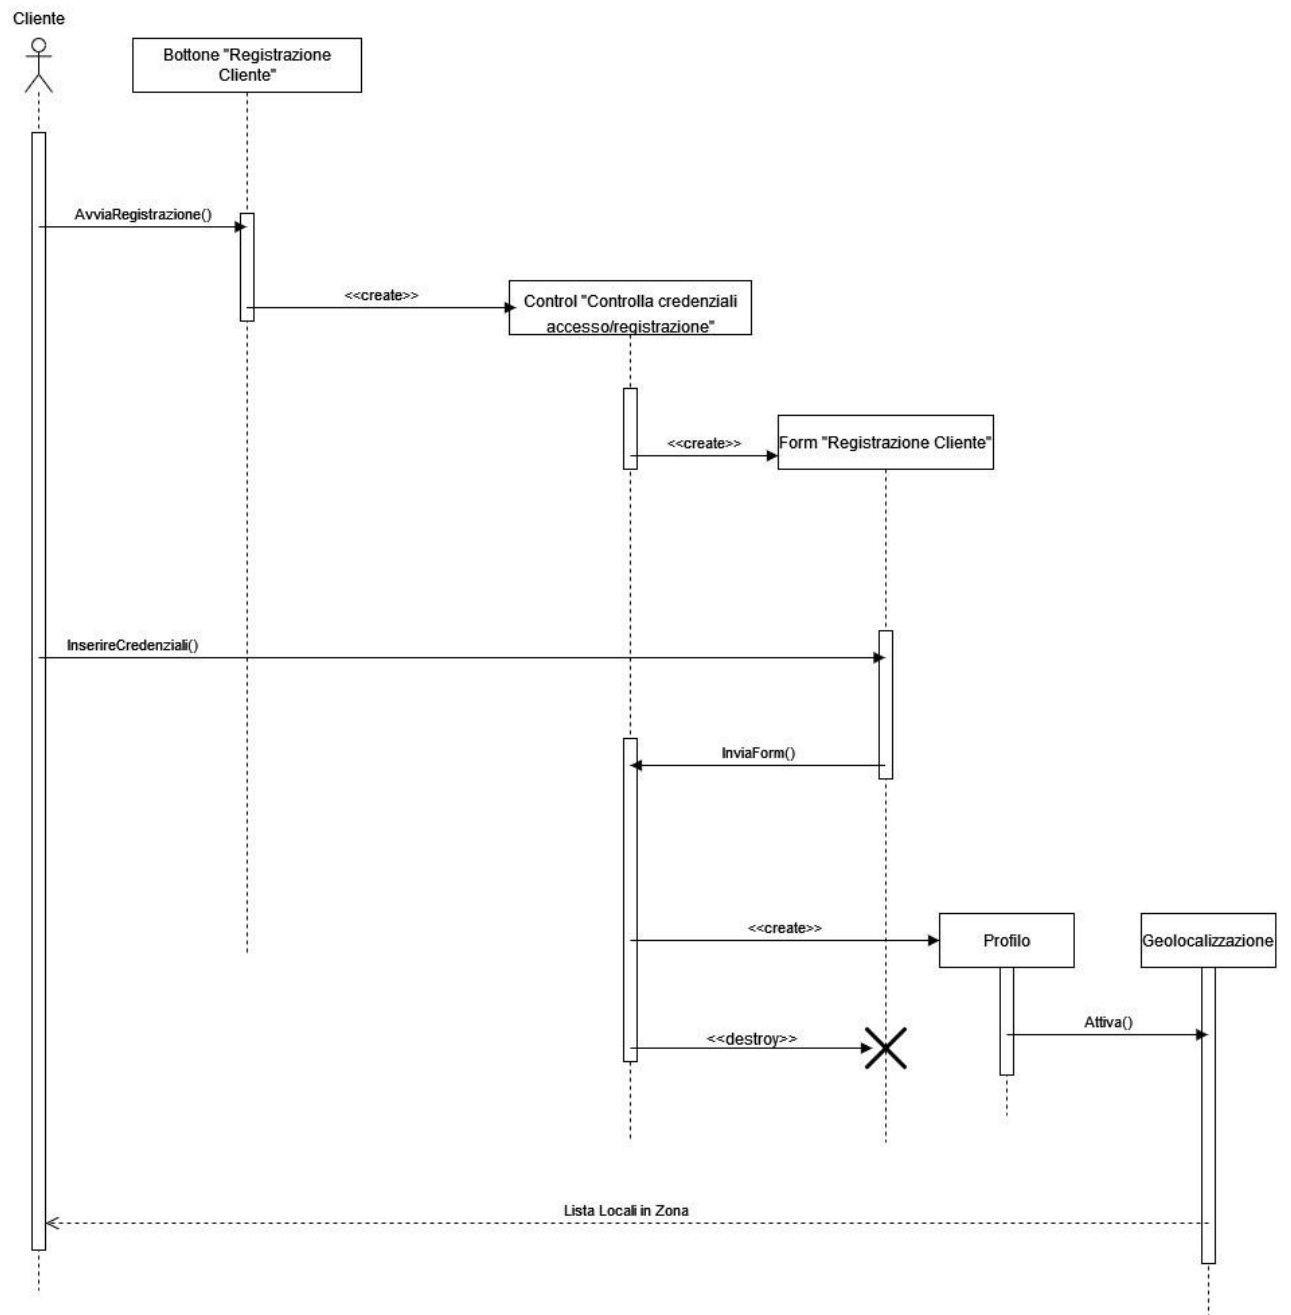 Cliente
Bottone "Registrazione
Cliente"
AvviaRegistrazione()
<<create>>
Control "Controlla credenziali
accesso/registrazione"
<<create>>
Form "Registrazione Cliente"
InserireCredenziali()
InviaForm()
<<create>>
Profilo
Geolocalizzazione
Attiva()
<<destroy>>
Lista Locali in Zona